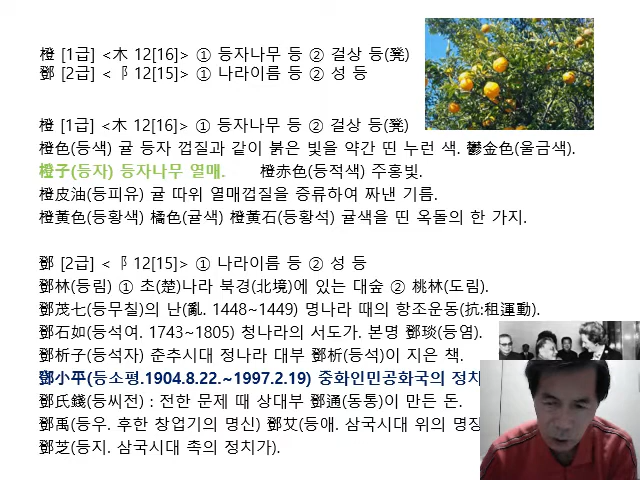 橙 [1급] <木 12[16]> ① 등자나무 등 ② 걸상 등(凳)
鄧 [2급] <阝 12[15]> ① 나라이름 등 ② 성 등
橙 [1급] <木 12[16]> ① 등자나무 등 ② 걸상 등(凳)
橙色(등색) 귤 등자 껍질과 같이 붉은 빛을 약간 띤 누런 색. 鬱金色(울금색).
橙子(등자) 등자나무 열매. 橙赤色(등적색) 주홍빛.
橙皮油(등피유) 귤 따위 열매껍질을 증류하여 짜낸 기름.
橙黃色(등황색) 橘色(귤색) 橙黃石(등황석) 귤색을 띤 옥돌의 한 가지.
鄧 [2급] <阝 12[15]> ① 나라이름 등 ② 성 등
鄧林(등림) ① 초(楚)나라 북경(北境)에 있는 대숲 ② 桃林(도림).
鄧茂七(등무칠)의 난(亂. 1448~1449) 명나라 때의 항조운동(抗:租運動).
鄧石如(등석여. 1743~1805) 청나라의 서도가. 본명 鄧琰(등염).
鄧析子(등석자) 춘추시대 정나라 대부 鄧析(등석)이 지은 책.
鄧小平(등소평.1904.8.22.~1997.2.19) 중화인민공화국의 정치
鄧氏錢(등씨전) : 전한 문제 때 상대부 鄧通(동통)이 만든 돈.
鄧禹(등우. 후한 창업기의 명신) 鄧艾(등애. 삼국시대 위의 명장
鄧芝(등지. 삼국시대 촉의 정치가).